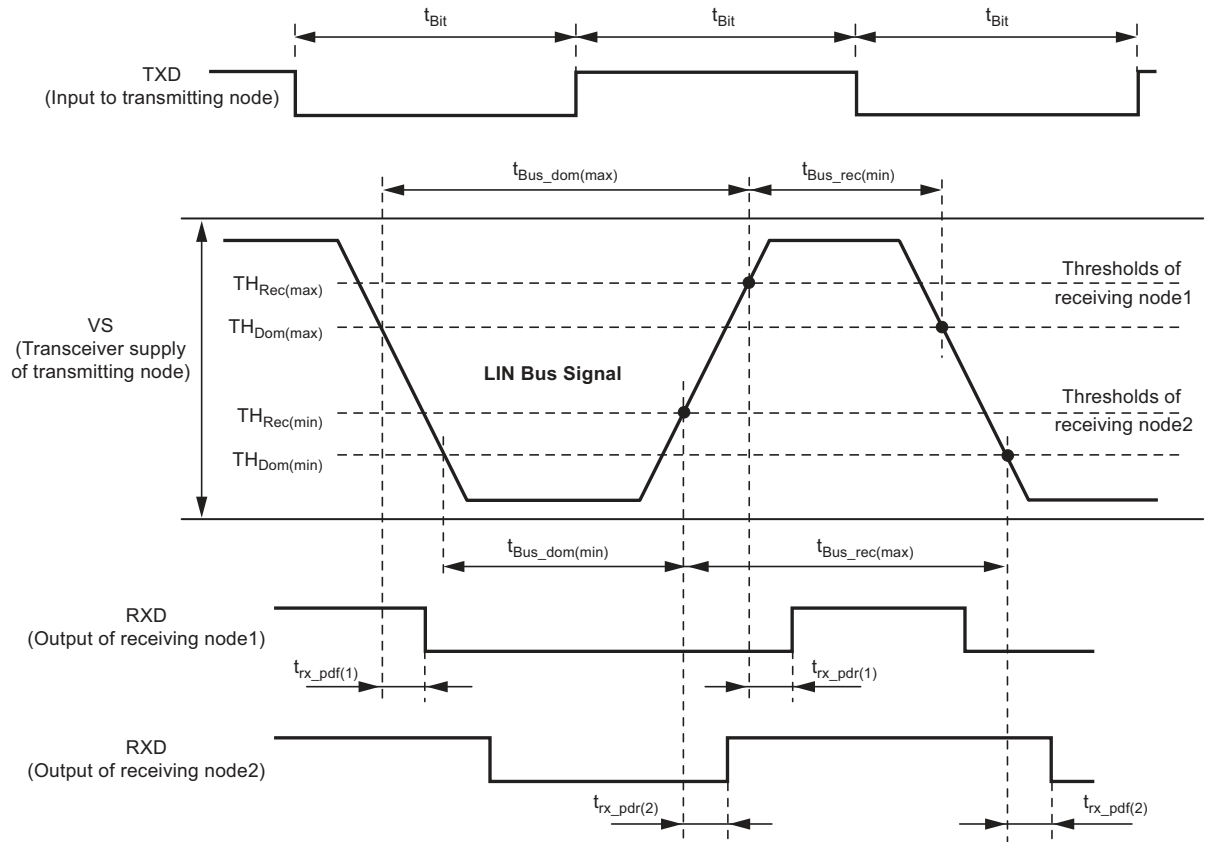 tBit
tBit
tBit
TXD
(Input to transmitting node)
tBus_dom(max)
tBus_rec(min)
THRec(max)
Thresholds of
receiving node1
THDom(max)
VS
(Transceiver supply
of transmitting node)
LIN Bus Signal
THRec(min)
Thresholds of
receiving node2
THDom(min)
tBus_dom(min)
tBus_rec(max)
RXD
(Output of receiving node1)
trx_pdf(1)
trx_pdr(1)
RXD
(Output of receiving node2)
trx_pdr(2)
trx_pdf(2)